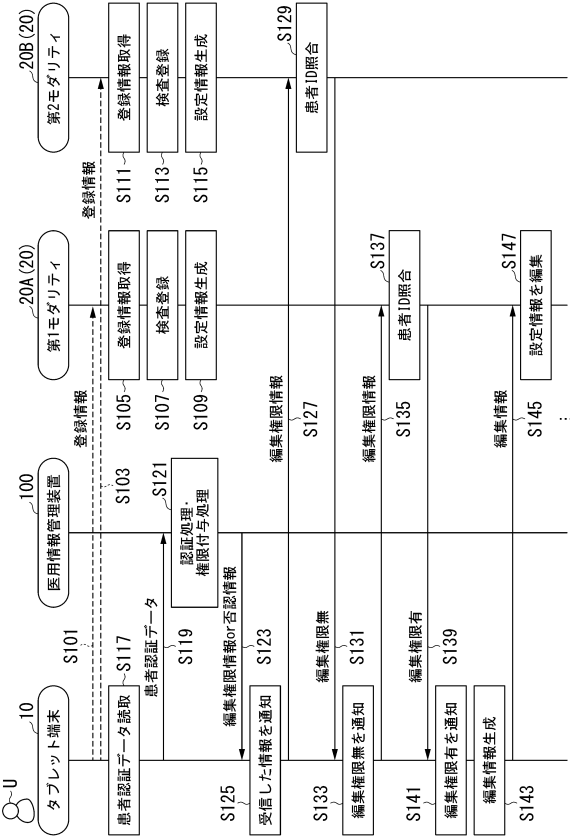 U
10
タブレット端末
100
医用情報管理装置
20A(20)
第1モダリティ
20B(20)
第2モダリティ
S101
登録情報
S103
登録情報
S105
登録情報取得
S107
検査登録
S109
設定情報生成
S111
登録情報取得
S113
検査登録
S115
設定情報生成
S117
患者認証データ読取
患者認証データ
S119
S121
認証処理・
権限付与処理
編集権限情報or否認情報
S123
S125
受信した情報を通知
編集権限情報
S127
S129
患者ID照合
編集権限無
S131
S133
編集権限無を通知
編集権限情報
S135
S137
患者ID照合
編集権限有
S139
S141
編集権限有を通知
S143
編集情報生成
編集情報
S145
S147
設定情報を編集
…